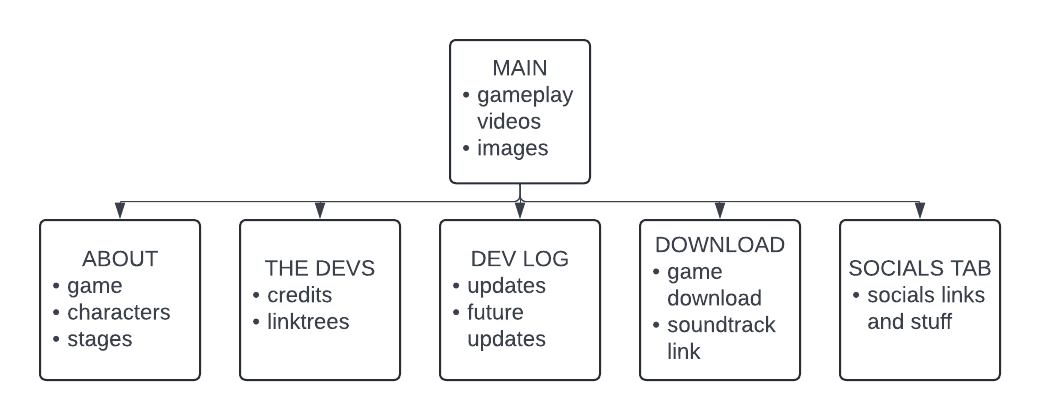 MAIN
• gameplay
videos
• images
ABOUT
• game
• characters
• stages
THE DEVS
• credits
• linktrees
DEV LOG
• updates
• future
updates
DOWNLOAD
• game
download
• soundtrack
link
SOCIALS TAB
• socials links
and stuff